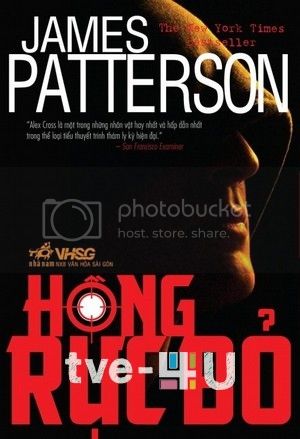 JAMES
The New York Times
Bestseller
PATTERSON
"Alex Cross là một trong những nhân vật hay nhất và hấp dẫn nhất
trong thể loại tiểu thuyết trinh thám ly kỳ hiện đại."
– San Francisco Examiner
photobucket
host. store. share.
nhã nam
VHSG
NXB VĂN HÓA SÀI GÒN
HỒNG
tve-4U
RỰC ĐỎ